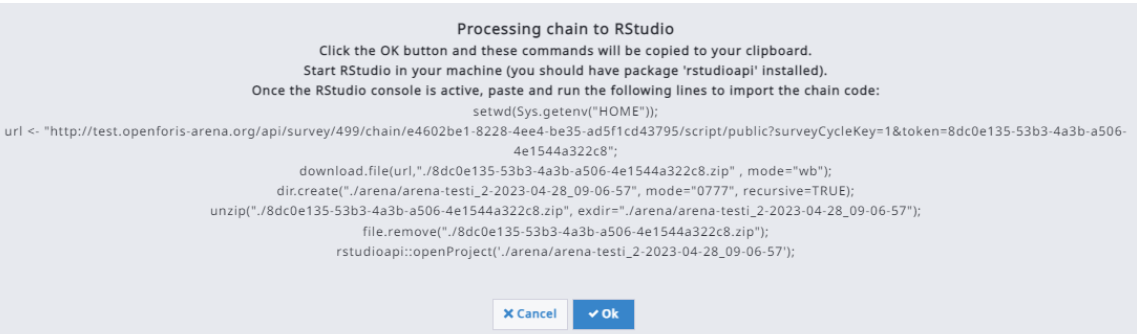 Processing chain to RStudio
Click the OK button and these commands will be copied to your clipboard.
Start RStudio in your machine (you should have package 'rstudioapi' installed).
Once the RStudio console is active, paste and run the following lines to import the chain code:
setwd(Sys.getenv("HOME"));
url <- "http://test.openforis-arena.org/api/survey/499/chain/e4602be1-8228-4ee4-be35-ad5f1cd43795/script/public?surveyCycleKey=1&token=8dc0e135-53b3-4a3b-a506-
4e1544a322c8";
download.file(url,"./8dc0e135-53b3-4a3b-a506-4e1544a322c8.zip" , mode="wb");
dir.create("./arena/arena-testi_2-2023-04-28_09-06-57", mode="0777", recursive=TRUE);
unzip("./8dc0e135-53b3-4a3b-a506-4e1544a322c8.zip", exdir="./arena/arena-testi_2-2023-04-28_09-06-57");
file.remove("./8dc0e135-53b3-4a3b-a506-4e1544a322c8.zip");
rstudioapi::openProject('./arena/arena-testi_2-2023-04-28_09-06-57');
Cancel Ok